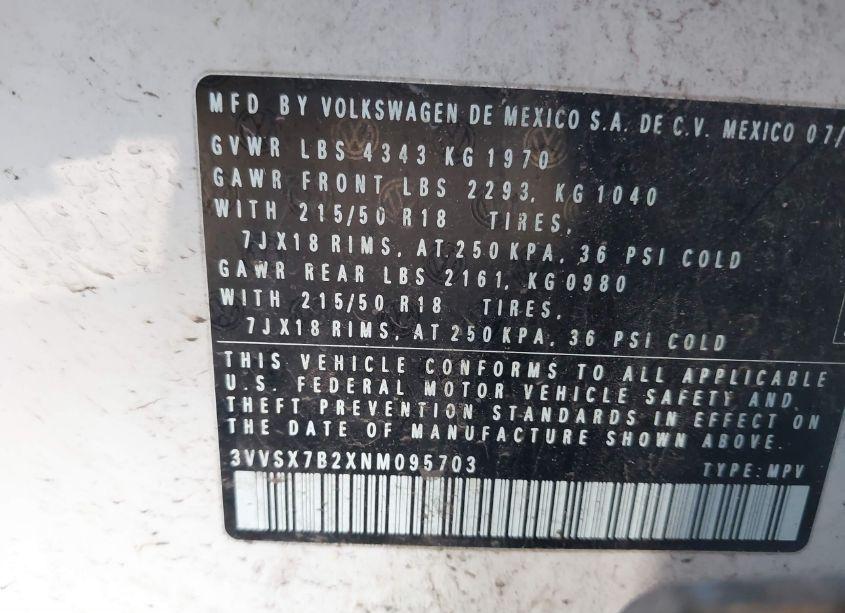 MFD BY VOLKSWAGEN DE MEXICO S.A. DE C.V. MEXICO 07/
GVWR LBS 4343 KG 1970
GAWR FRONT LBS 2293, KG 1040
WITH 215/50 R18 TIRES,
7JX18 RIMS, AT 250 KPA, 36 PSI COLD
GAWR REAR LBS 2161, KG 0980
WITH 215/50 R18 TIRES,
7JX18 RIMS, AT 250 KPA, 36 PSI COLD
THIS VEHICLE CONFORMS TO ALL APPLICABLE
U.S. FEDERAL MOTOR VEHICLE SAFETY AND
THEFT PREVENTION STANDARDS IN EFFECT ON
THE DATE OF MANUFACTURE SHOWN ABOVE.
3VVSX7B2XNM095703 TYPE: MPV